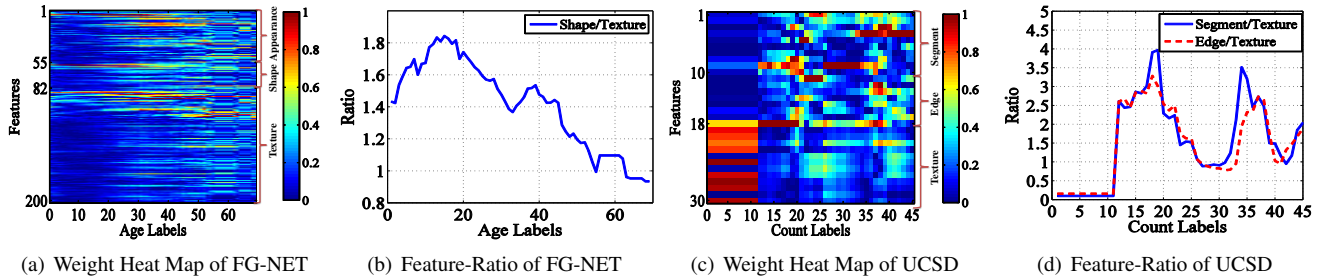 1
55
82
200
Features
0 10 20 30 40 50 60
Age Labels
Appearance
Shape
Texture
1
0.8
0.6
0.4
0.2
0
Shape/Texture
1.8
1.6
1.4
1.2
1
0.8
Ratio
0 20 40 60
Age Labels
1
10
18
30
Features
0 5 10 15 20 25 30 35 40 45
Count Labels
Segment
Edge
Texture
1
0.8
0.6
0.4
0.2
0
Segment/Texture
Edge/Texture
5
4.5
4
3.5
3
2.5
2
1.5
1
0.5
0
Ratio
0 5 10 15 20 25 30 35 40 45
Count Labels
(a) Weight Heat Map of FG-NET
(b) Feature-Ratio of FG-NET
(c) Weight Heat Map of UCSD
(d) Feature-Ratio of UCSD